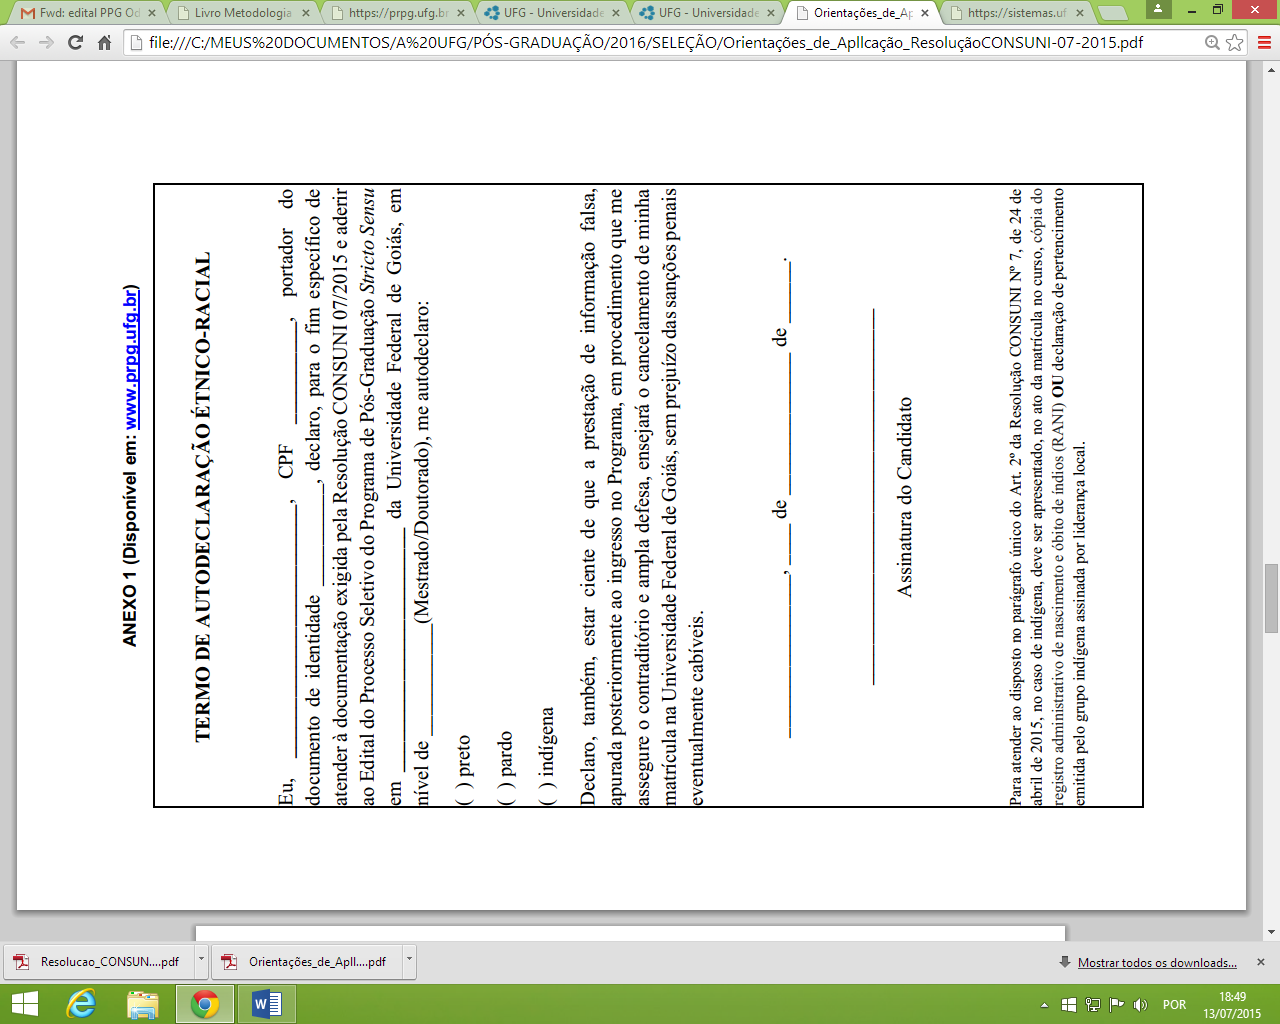 Fwd: edital PPG Od
Livro Metodologia
https://prpg.ufg.br
UFG - Universidade
UFG - Universidade
Orientações_de_Ap
https://sistemas.uf
file:///C:/MEUS%20DOCUMENTOS/A%20UFG/PÓS-GRADUAÇÃO/2016/SELEÇÃO/Orientações_de_Apllcação_ResoluçãoCONSUNI-07-2015.pdf
ANEXO 1 (Disponível em: www.prpg.ufg.br)
TERMO DE AUTODECLARAÇÃO ÉTNICO-RACIAL
Eu, __________________________, CPF ___________, portador do
documento de identidade ___________, declaro, para o fim específico de
atender à documentação exigida pela Resolução CONSUNI 07/2015 e aderir
ao Edital do Processo Seletivo do Programa de Pós-Graduação Stricto Sensu
em _________________________ da Universidade Federal de Goiás, em
nível de ____________(Mestrado/Doutorado), me autodeclaro:
( ) preto
( ) pardo
( ) indígena
Declaro, também, estar ciente de que a prestação de informação falsa,
apurada posteriormente ao ingresso no Programa, em procedimento que me
assegure o contraditório e ampla defesa, ensejará o cancelamento de minha
matrícula na Universidade Federal de Goiás, sem prejuízo das sanções penais
eventualmente cabíveis.
_________________, ____ de _______________ de ______.
________________________________________
Assinatura do Candidato
Para atender ao disposto no parágrafo único do Art. 2º da Resolução CONSUNI Nº 7, de 24 de
abril de 2015, no caso de indígena, deve ser apresentado, no ato da matrícula no curso, cópia do
registro administrativo de nascimento e óbito de índios (RANI) OU declaração de pertencimento
emitida pelo grupo indígena assinada por liderança local.
Resolucao_CONSUN....pdf
Orientações_de_Apll....pdf
Mostrar todos os downloads...
POR
18:49
13/07/2015